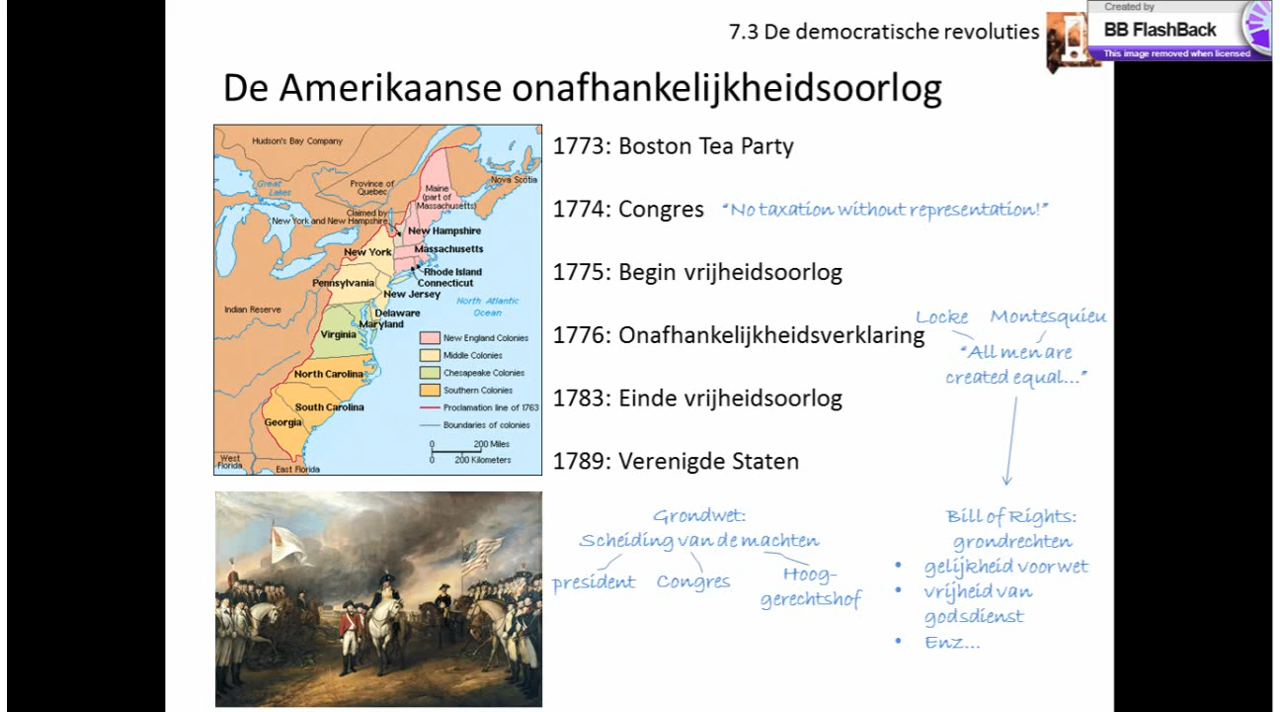 7.3 De democratische revoluties
Created by
BB FlashBack
This image removed when licensed
De Amerikaanse onafhankelijkheidsoorlog
Hudson's Bay Company
Great
Lakes
Province of
Quebec
Nova Scotia
Maine
(part of
Massachusetts)
Claimed by
New York and New Hampshire
New Hampshire
New York
Massachusetts
Rhode Island
Connecticut
Pennsylvania
New Jersey
North Atlantic
Ocean
Indian Reserve
Delaware
Maryland
Virginia
New England Colonies
Middle Colonies
North Carolina
Chesapeake Colonies
Southern Colonies
South Carolina
Proclamation line of 1763
Georgia
Boundaries of colonies
0 200 Miles
0 200 Kilometers
West
Florida
East Florida
1773: Boston Tea Party
1774: Congres "No taxation without representation!"
1775: Begin vrijheidsoorlog
Locke Montesquieu
1776: Onafhankelijkheidsverklaring
"All men are
created equal..."
1783: Einde vrijheidsoorlog
1789: Verenigde Staten
Grondwet:
Scheiding van de machten
president Congres Hoog-
gerechtshof
Bill of Rights:
grondrechten
• gelijkheid voor wet
• vrijheid van
godsdienst
• Enz...